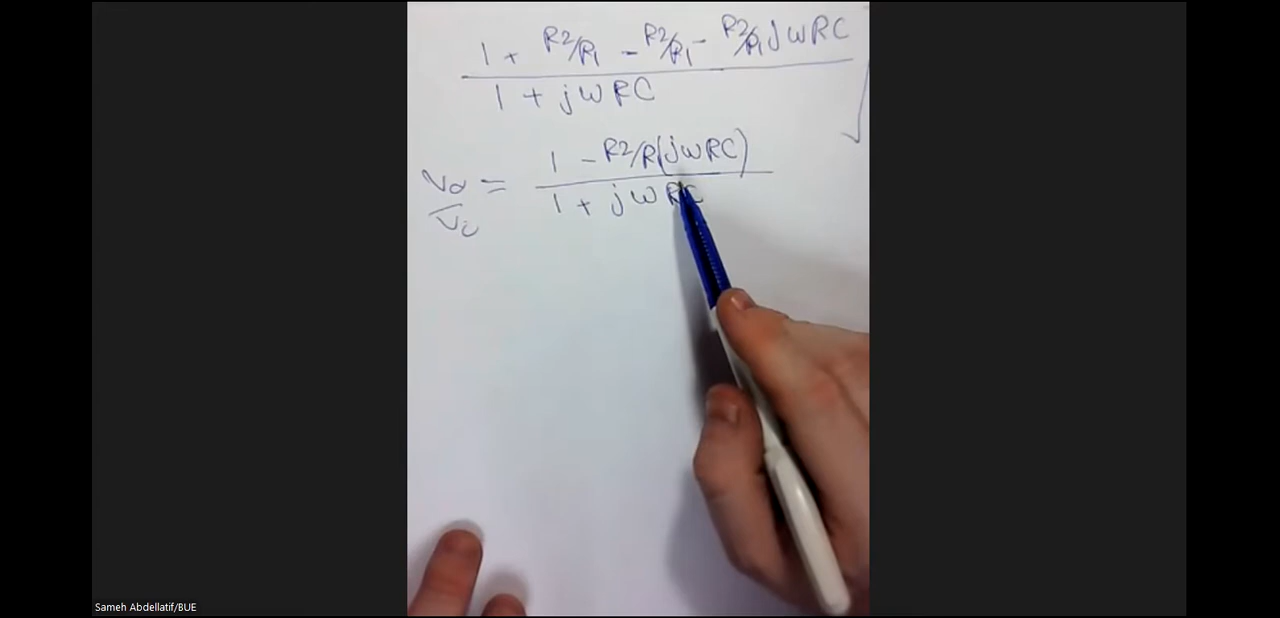 1 + R2/R1 - R2/R1 - R2/R1 jωRC
1 + jωRC
Vo/Vi = 1 - R2/R1(jωRC)
1 + jωRC
Sameh Abdellatif/BUE